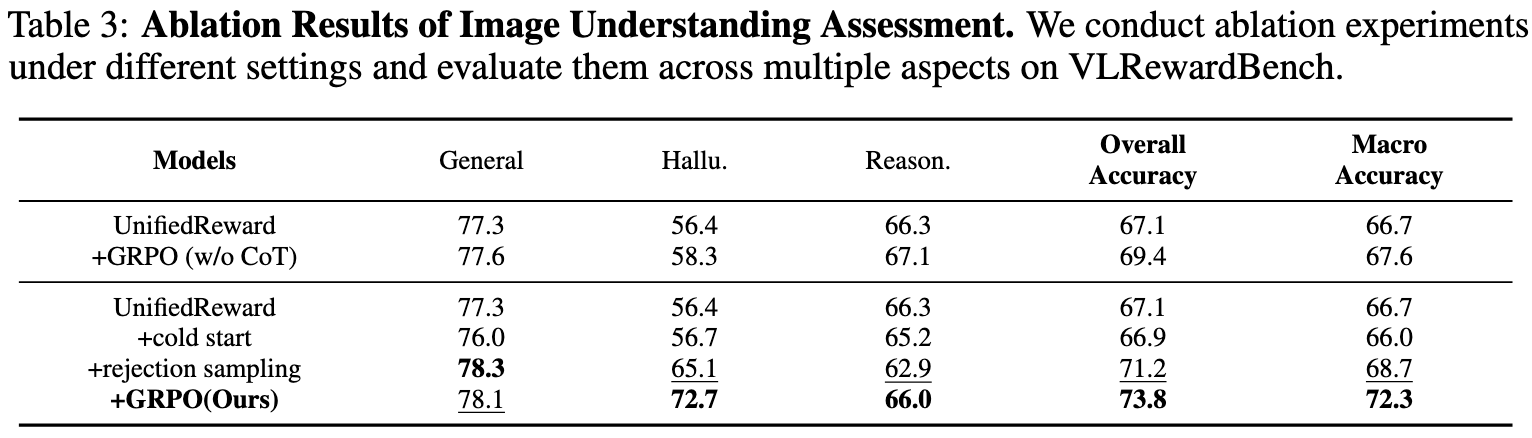 Table 3: Ablation Results of Image Understanding Assessment. We conduct ablation experiments
under different settings and evaluate them across multiple aspects on VLRewardBench.
Models General Hallu. Reason. Overall Accuracy Macro Accuracy
UnifiedReward 77.3 56.4 66.3 67.1 66.7
+GRPO (w/o CoT) 77.6 58.3 67.1 69.4 67.6
UnifiedReward 77.3 56.4 66.3 67.1 66.7
+cold start 76.0 56.7 65.2 66.9 66.0
+rejection sampling 78.3 65.1 62.9 71.2 68.7
+GRPO(Ours) 78.1 72.7 66.0 73.8 72.3